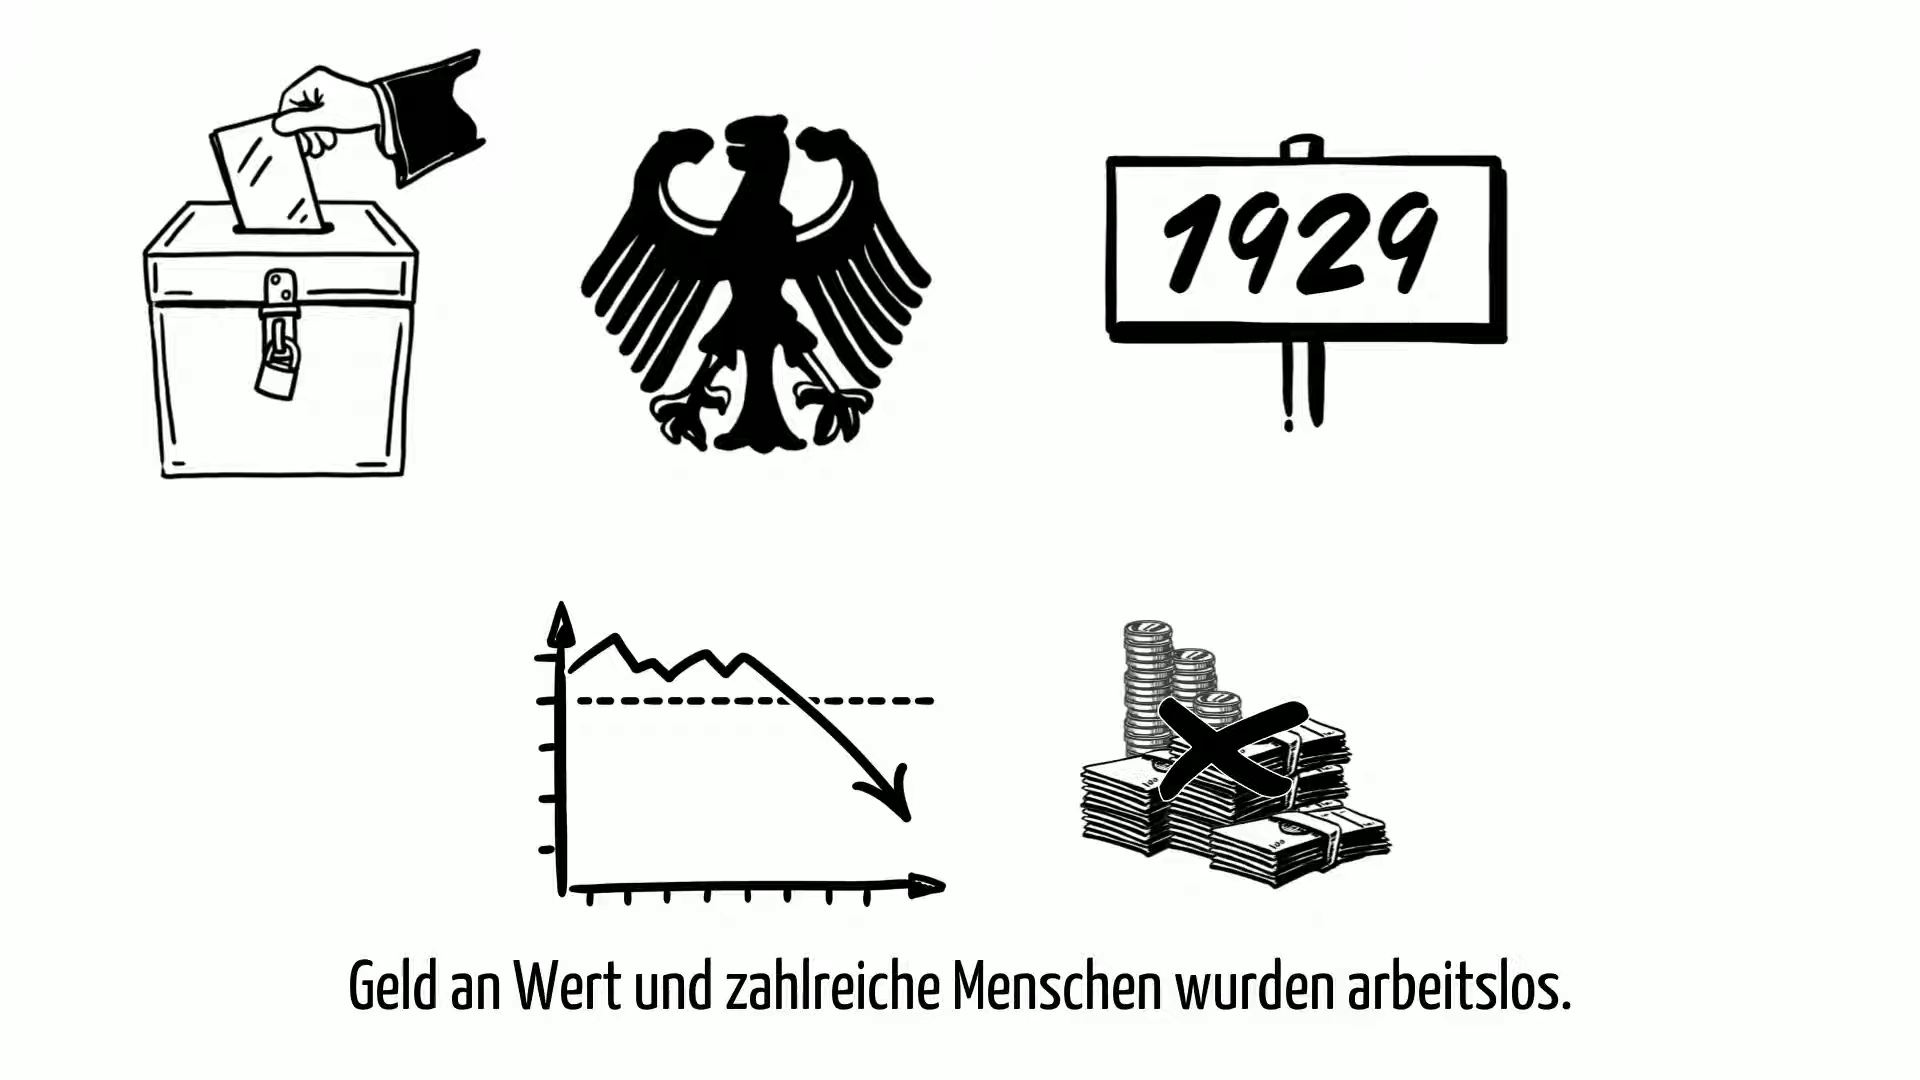 1929
Geld an Wert und zahlreiche Menschen wurden arbeitslos.